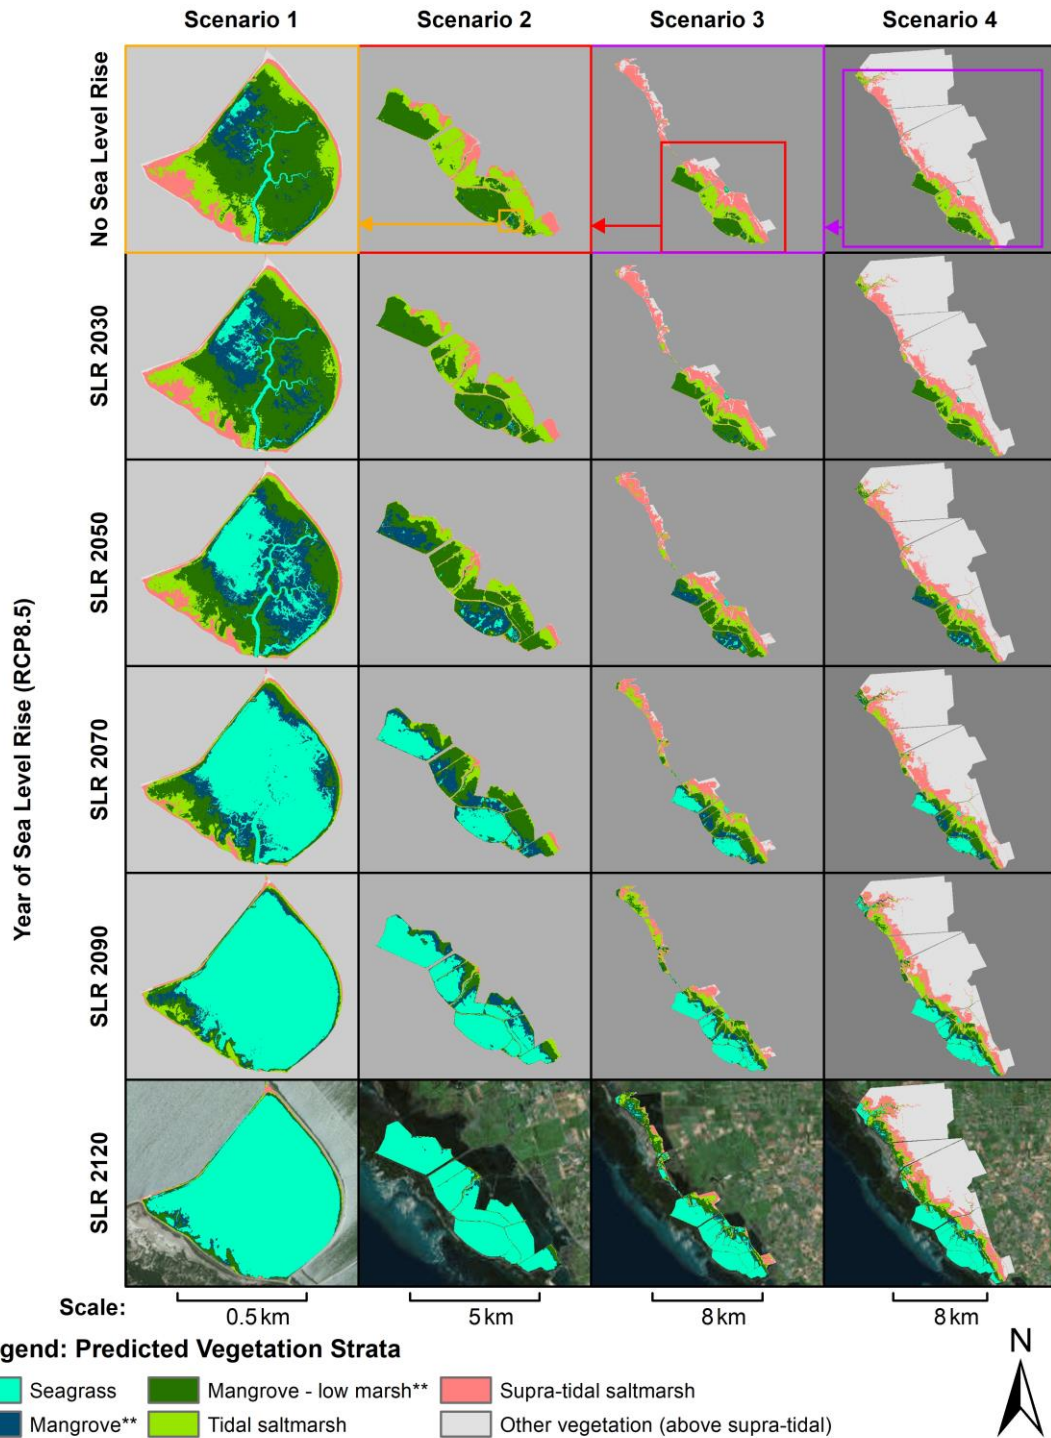 Scenario 1 Scenario 2 Scenario 3 Scenario 4
Year of Sea Level Rise (RCP8.5)
No Sea Level Rise
SLR 2030
SLR 2050
SLR 2070
SLR 2090
SLR 2120
Scale: 0.5 km 5 km 8 km 8 km
gend: Predicted Vegetation Strata
N
Seagrass Mangrove - low marsh** Supra-tidal saltmarsh
Mangrove** Tidal saltmarsh Other vegetation (above supra-tidal)